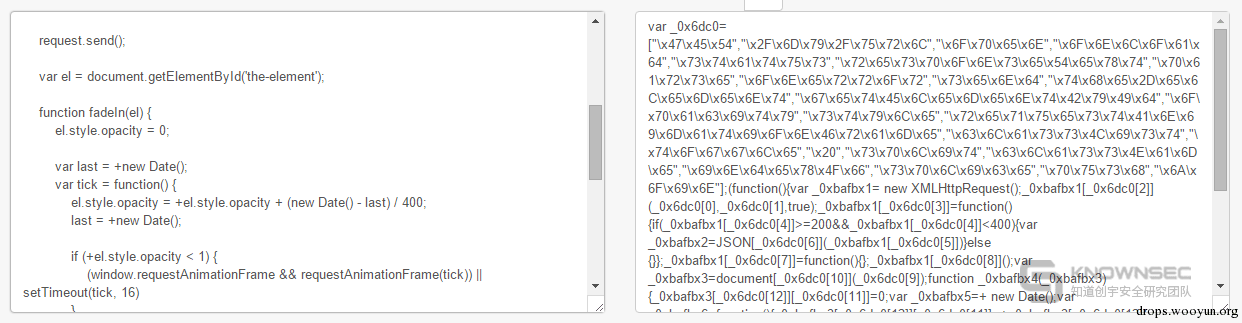 request.send();
var el = document.getElementById('the-element');
function fadeIn(el) {
el.style.opacity = 0;
var last = +new Date();
var tick = function() {
el.style.opacity = +el.style.opacity + (new Date() - last) / 400;
last = +new Date();
if (+el.style.opacity < 1) {
(window.requestAnimationFrame && requestAnimationFrame(tick)) ||
setTimeout(tick, 16)
}
var _0x6dc0=
["\x47\x45\x54","\x2F\x6D\x79\x2F\x75\x72\x6C","\x6F\x70\x65\x6E","\x6F\x6E\x6C\x6F\x61\x
64","\x73\x74\x61\x74\x75\x73","\x72\x65\x73\x70\x6F\x6E\x73\x65\x54\x65\x78\x74","\x70\x6
1\x72\x73\x65","\x6F\x6E\x65\x72\x72\x6F\x72","\x73\x65\x6E\x64","\x74\x68\x65\x2D\x65\x6
C\x65\x6D\x65\x6E\x74","\x67\x65\x74\x45\x6C\x65\x6D\x65\x6E\x74\x42\x79\x49\x64","\x6F\
x70\x61\x63\x69\x74\x79","\x73\x74\x79\x6C\x65","\x72\x65\x71\x75\x65\x73\x74\x41\x6E\x6
9\x6D\x61\x74\x69\x6F\x6E\x46\x72\x61\x6D\x65","\x63\x6C\x61\x73\x73\x4C\x69\x73\x74","\
x74\x6F\x67\x67\x6C\x65","\x20","\x73\x70\x6C\x69\x74","\x63\x6C\x61\x73\x73\x4E\x61\x6D
\x65","\x69\x6E\x64\x65\x78\x4F\x66","\x73\x70\x6C\x69\x63\x65","\x70\x75\x73\x68","\x6A\x
6F\x69\x6E"];(function(){var _0xbafbx1= new XMLHttpRequest();_0xbafbx1[_0x6dc0[2]]
(_0x6dc0[0],_0x6dc0[1],true);_0xbafbx1[_0x6dc0[3]]=function()
{if(_0xbafbx1[_0x6dc0[4]]>=200&&_0xbafbx1[_0x6dc0[4]]<400){var
_0xbafbx2=JSON[_0x6dc0[6]](_0xbafbx1[_0x6dc0[5]])}else
{}};_0xbafbx1[_0x6dc0[7]]=function(){};_0xbafbx1[_0x6dc0[8]]();var
_0xbafbx3=document[_0x6dc0[10]](_0x6dc0[9]);function _0xbafbx4(_0xbafbx3)
{_0xbafbx3[_0x6dc0[12]][_0x6dc0[11]]=0;var _0xbafbx5=+ new Date();var
KNOWNSEC
知道创宇安全研究团队
drops.wooyun.org